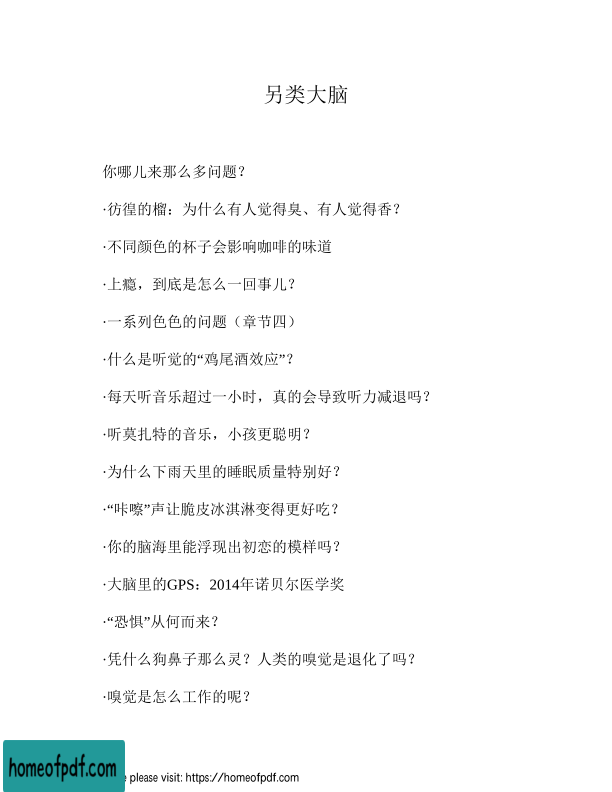 另类大脑
你哪儿来那么多问题？
·彷徨的榴：为什么有人觉得臭、有人觉得香？
·不同颜色的杯子会影响咖啡的味道
·上瘾，到底是怎么一回事儿？
·一系列色色的问题（章节四）
·什么是听觉的“鸡尾酒效应”？
·每天听音乐超过一小时，真的会导致听力减退吗？
·听莫扎特的音乐，小孩更聪明？
·为什么下雨天里的睡眠质量特别好？
·“咔嚓”声让脆皮冰淇淋变得更好吃？
·你的脑海里能浮现出初恋的模样吗？
·大脑里的GPS：2014年诺贝尔医学奖
·“恐惧”从何而来？
·凭什么狗鼻子那么灵？人类的嗅觉是退化了吗？
·嗅觉是怎么工作的呢？
homeofpdf.com
please visit: https://homeofpdf.com